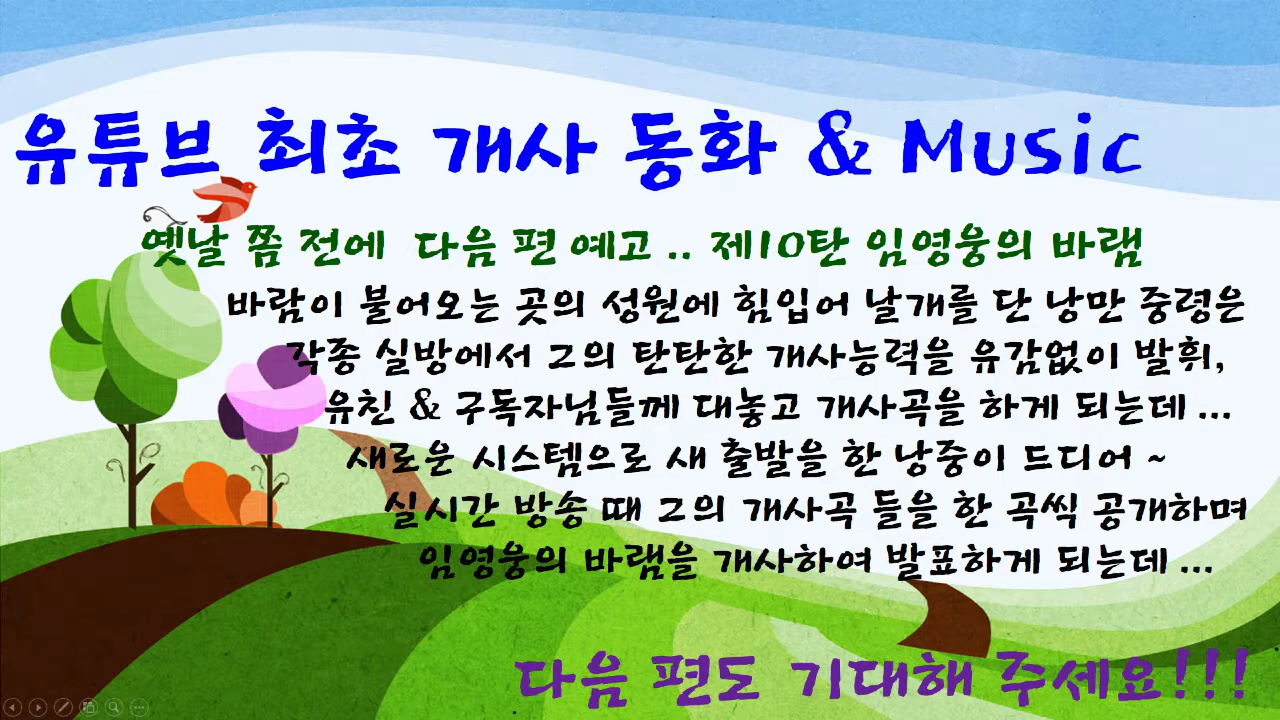 유튜브 최초 개사 동화 & Music
옛날 쫌 전에 다음 편 예고 .. 제10탄 임영웅의 바램
바람이 불어오는 곳의 성원에 힘입어 날개를 단 낭만 중령은
각종 실방에서 그의 탄탄한 개사능력을 유감없이 발휘,
유친 & 구독자님들께 대놓고 개사곡을 하게 되는데 ...
새로운 시스템으로 새 출발을 한 낭중이 드디어 ~
실시간 방송 때 그의 개사곡 들을 한 곡씩 공개하며
임영웅의 바램을 개사하여 발표하게 되는데 ...
다음 편도 기대해 주세요!!!